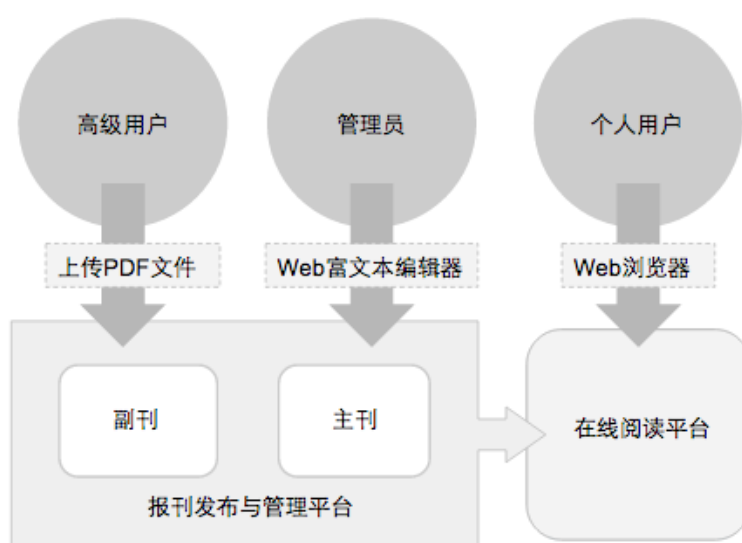 高级用户
管理员
个人用户
上传PDF文件
Web富文本编辑器
Web浏览器
副刊
主刊
在线阅读平台
报刊发布与管理平台